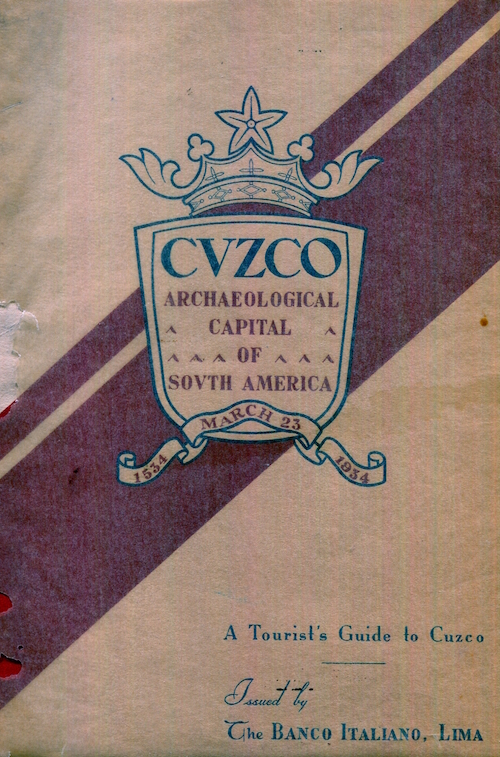 CVZCO
ARCHAEOLOGICAL
CAPITAL
OF
SOVTH AMERICA
MARCH 23
1534 1934
A Tourist's Guide to Cuzco
Issued by
The BANCO ITALIANO, LIMA